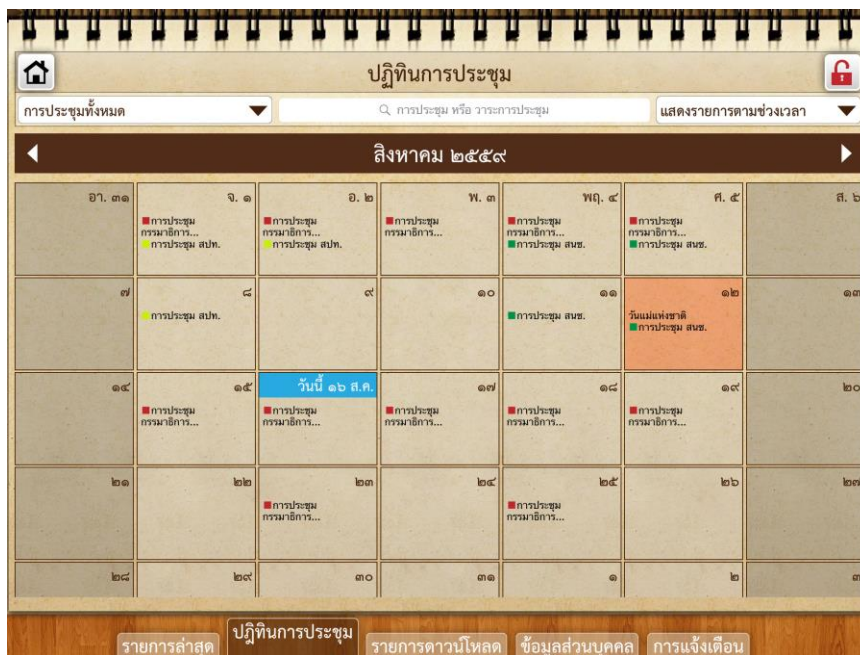 ปฏิทินการประชุม
การประชุมทั้งหมด
การประชุม หรือ วาระการประชุม
แสดงรายการตามช่วงเวลา
สิงหาคม ๒๕๕๙
อา. ๓๑
จ. ๑
อ. ๒
พ. ๓
พฤ. ๔
ศ. ๕
ส. ๖
การประชุม
กรรมาธิการ...
การประชุม สปท.
การประชุม
กรรมาธิการ...
การประชุม สปท.
การประชุม
กรรมาธิการ...
การประชุม
กรรมาธิการ...
การประชุม สนช.
การประชุม
กรรมาธิการ...
การประชุม สนช.
๗
๘
๙
๑๐
๑๑
๑๒
๑๓
การประชุม สปท.
การประชุม สนช.
วันแม่แห่งชาติ
การประชุม สนช.
๑๔
๑๕
วันนี้ ๑๖ ส.ค.
๑๗
๑๘
๑๙
๒๐
การประชุม
กรรมาธิการ...
การประชุม
กรรมาธิการ...
การประชุม
กรรมาธิการ...
การประชุม
กรรมาธิการ...
การประชุม
กรรมาธิการ...
๒๑
๒๒
๒๓
๒๔
๒๕
๒๖
๒๗
การประชุม
กรรมาธิการ...
การประชุม
กรรมาธิการ...
๒๘
๒๙
๓๐
๓๑
๑
๒
๓
รายการล่าสุด
ปฏิทินการประชุม
รายการดาวน์โหลด
ข้อมูลส่วนบุคคล
การแจ้งเตือน